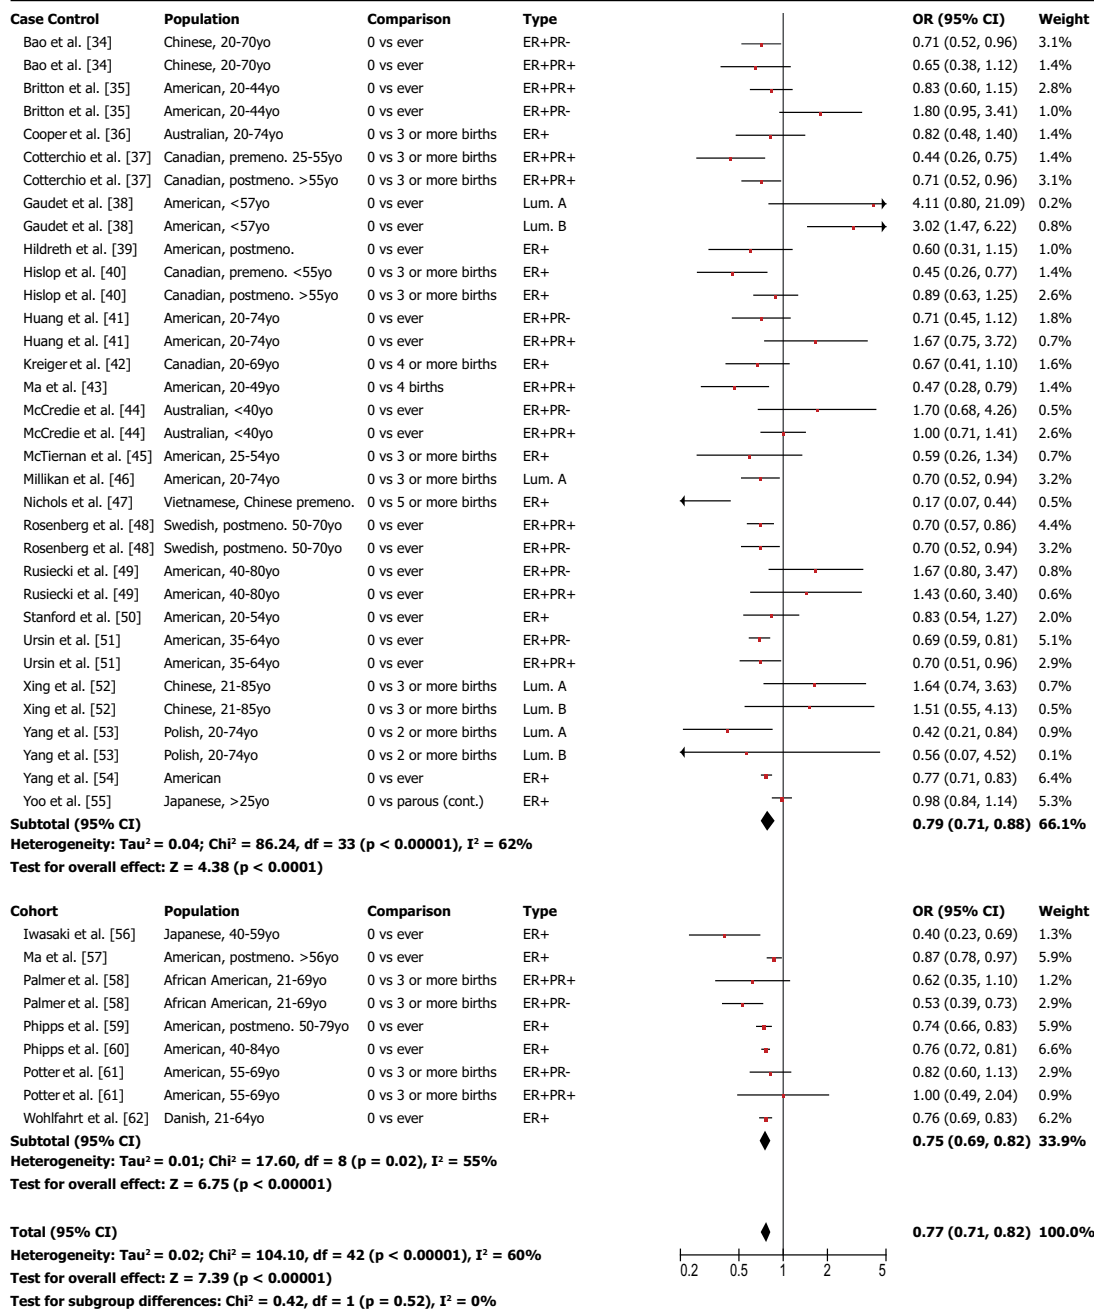 Case Control Population Comparison Type OR (95% CI) Weight
Bao et al. [34] Chinese, 20-70yo 0 vs ever ER+PR- 0.71 (0.52, 0.96) 3.1%
Bao et al. [34] Chinese, 20-70yo 0 vs ever ER+PR+ 0.65 (0.38, 1.12) 1.4%
Britton et al. [35] American, 20-44yo 0 vs ever ER+PR+ 0.83 (0.60, 1.15) 2.8%
Britton et al. [35] American, 20-44yo 0 vs ever ER+PR- 1.80 (0.95, 3.41) 1.0%
Cooper et al. [36] Australian, 20-74yo 0 vs 3 or more births ER+ 0.82 (0.48, 1.40) 1.4%
Cotterchio et al. [37] Canadian, premeno. 25-55yo 0 vs 3 or more births ER+PR+ 0.44 (0.26, 0.75) 1.4%
Cotterchio et al. [37] Canadian, postmeno. >55yo 0 vs 3 or more births ER+PR+ 0.71 (0.52, 0.96) 3.1%
Gaudet et al. [38] American, <57yo 0 vs ever Lum. A 4.11 (0.80, 21.09) 0.2%
Gaudet et al. [38] American, <57yo 0 vs ever Lum. B 3.02 (1.47, 6.22) 0.8%
Hildreth et al. [39] American, postmeno. 0 vs ever ER+ 0.60 (0.31, 1.15) 1.0%
Hislop et al. [40] Canadian, premeno. <55yo 0 vs 3 or more births ER+ 0.45 (0.26, 0.77) 1.4%
Hislop et al. [40] Canadian, postmeno. >55yo 0 vs 3 or more births ER+ 0.89 (0.63, 1.25) 2.6%
Huang et al. [41] American, 20-74yo 0 vs ever ER+PR- 0.71 (0.45, 1.12) 1.8%
Huang et al. [41] American, 20-74yo 0 vs ever ER+PR+ 1.67 (0.75, 3.72) 0.7%
Kreiger et al. [42] Canadian, 20-69yo 0 vs 4 or more births ER+ 0.67 (0.41, 1.10) 1.6%
Ma et al. [43] American, 20-49yo 0 vs 4 births ER+PR+ 0.47 (0.28, 0.79) 1.4%
McCredie et al. [44] Australian, <40yo 0 vs ever ER+PR- 1.70 (0.68, 4.26) 0.5%
McCredie et al. [44] Australian, <40yo 0 vs ever ER+PR+ 1.00 (0.71, 1.41) 2.6%
McTiernan et al. [45] American, 25-54yo 0 vs 3 or more births ER+ 0.59 (0.26, 1.34) 0.7%
Millikan et al. [46] American, 20-74yo 0 vs 3 or more births Lum. A 0.70 (0.52, 0.94) 3.2%
Nichols et al. [47] Vietnamese, Chinese premeno. 0 vs 5 or more births ER+ 0.17 (0.07, 0.44) 0.5%
Rosenberg et al. [48] Swedish, postmeno. 50-70yo 0 vs ever ER+PR+ 0.70 (0.57, 0.86) 4.4%
Rosenberg et al. [48] Swedish, postmeno. 50-70yo 0 vs ever ER+PR- 0.70 (0.52, 0.94) 3.2%
Rusiecki et al. [49] American, 40-80yo 0 vs ever ER+PR- 1.67 (0.80, 3.47) 0.8%
Rusiecki et al. [49] American, 40-80yo 0 vs ever ER+PR+ 1.43 (0.60, 3.40) 0.6%
Stanford et al. [50] American, 20-54yo 0 vs ever ER+ 0.83 (0.54, 1.27) 2.0%
Ursin et al. [51] American, 35-64yo 0 vs ever ER+PR- 0.69 (0.59, 0.81) 5.1%
Ursin et al. [51] American, 35-64yo 0 vs ever ER+PR+ 0.70 (0.51, 0.96) 2.9%
Xing et al. [52] Chinese, 21-85yo 0 vs 3 or more births Lum. A 1.64 (0.74, 3.63) 0.7%
Xing et al. [52] Chinese, 21-85yo 0 vs 3 or more births Lum. B 1.51 (0.55, 4.13) 0.5%
Yang et al. [53] Polish, 20-74yo 0 vs 2 or more births Lum. A 0.42 (0.21, 0.84) 0.9%
Yang et al. [53] Polish, 20-74yo 0 vs 2 or more births Lum. B 0.56 (0.07, 4.52) 0.1%
Yang et al. [54] American 0 vs ever ER+ 0.77 (0.71, 0.83) 6.4%
Yoo et al. [55] Japanese, >25yo 0 vs parous (cont.) ER+ 0.98 (0.84, 1.14) 5.3%
Subtotal (95% CI) 0.79 (0.71, 0.88) 66.1%
Heterogeneity: Tau² = 0.04; Chi² = 86.24, df = 33 (p < 0.00001), I² = 62%
Test for overall effect: Z = 4.38 (p < 0.0001)
Cohort Population Comparison Type OR (95% CI) Weight
Iwasaki et al. [56] Japanese, 40-59yo 0 vs ever ER+ 0.40 (0.23, 0.69) 1.3%
Ma et al. [57] American, postmeno. >56yo 0 vs ever ER+ 0.87 (0.78, 0.97) 5.9%
Palmer et al. [58] African American, 21-69yo 0 vs 3 or more births ER+PR+ 0.62 (0.35, 1.10) 1.2%
Palmer et al. [58] African American, 21-69yo 0 vs 3 or more births ER+PR- 0.53 (0.39, 0.73) 2.9%
Phipps et al. [59] American, postmeno. 50-79yo 0 vs ever ER+ 0.74 (0.66, 0.83) 5.9%
Phipps et al. [60] American, 40-84yo 0 vs ever ER+ 0.76 (0.72, 0.81) 6.6%
Potter et al. [61] American, 55-69yo 0 vs 3 or more births ER+PR- 0.82 (0.60, 1.13) 2.9%
Potter et al. [61] American, 55-69yo 0 vs 3 or more births ER+PR+ 1.00 (0.49, 2.04) 0.9%
Wohlfahrt et al. [62] Danish, 21-64yo 0 vs ever ER+ 0.76 (0.69, 0.83) 6.2%
Subtotal (95% CI) 0.75 (0.69, 0.82) 33.9%
Heterogeneity: Tau² = 0.01; Chi² = 17.60, df = 8 (p = 0.02), I² = 55%
Test for overall effect: Z = 6.75 (p < 0.00001)
Total (95% CI) 0.77 (0.71, 0.82) 100.0%
Heterogeneity: Tau² = 0.02; Chi² = 104.10, df = 42 (p < 0.00001), I² = 60%
0.2 0.5 1 2 5
Test for overall effect: Z = 7.39 (p < 0.00001)
Test for subgroup differences: Chi² = 0.42, df = 1 (p = 0.52), I² = 0%